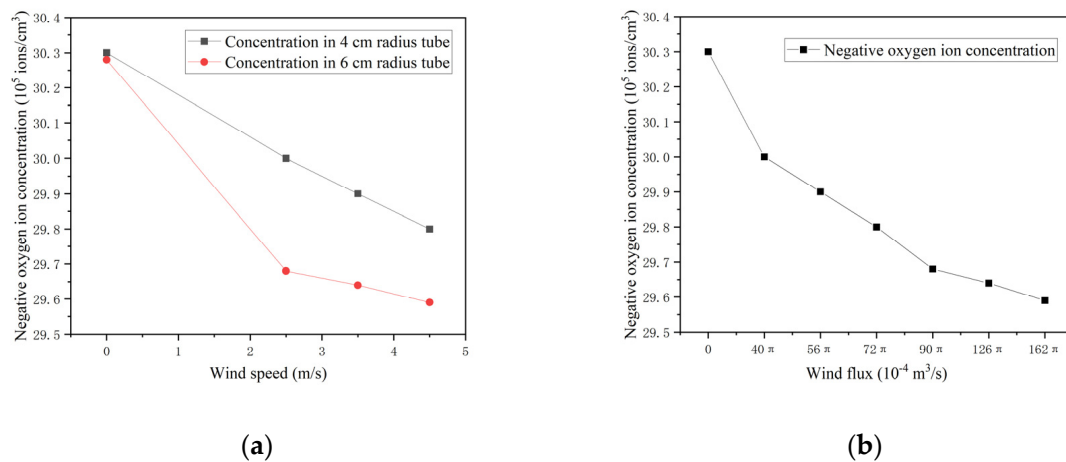 Negative oxygen ion concentration (10⁵ ions/cm³)
30.4
30.3
30.2
30.1
30.0
29.9
29.8
29.7
29.6
29.5
Concentration in 4 cm radius tube
Concentration in 6 cm radius tube
0 1 2 3 4 5
Wind speed (m/s)
(a)
Negative oxygen ion concentration (10⁵ ions/cm³)
30.4
30.3
30.2
30.1
30.0
29.9
29.8
29.7
29.6
29.5
Negative oxygen ion concentration
0 40 π 56 π 72 π 90 π 126 π 162 π
Wind flux (10⁻⁴ m³/s)
(b)